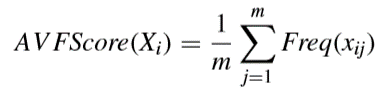 AVFScore(X_i) = \frac{1}{m} \sum_{j=1}^{m} Freq(x_{ij})